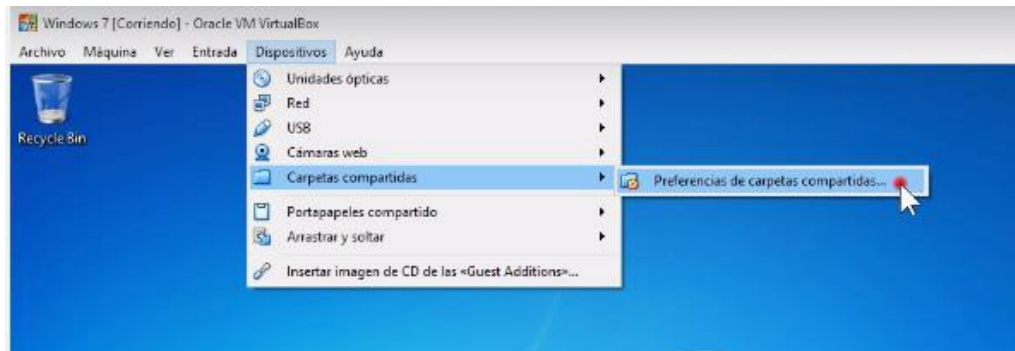 Windows 7 [Corriendo] - Oracle VM VirtualBox
Archivo Máquina Ver Entrada Dispositivos Ayuda
Recycle Bin
Unidades ópticas
Red
USB
Cámaras web
Carpetas compartidas
Preferencias de carpetas compartidas...
Portapapeles compartido
Arrastrar y soltar
Insertar imagen de CD de las «Guest Additions»...